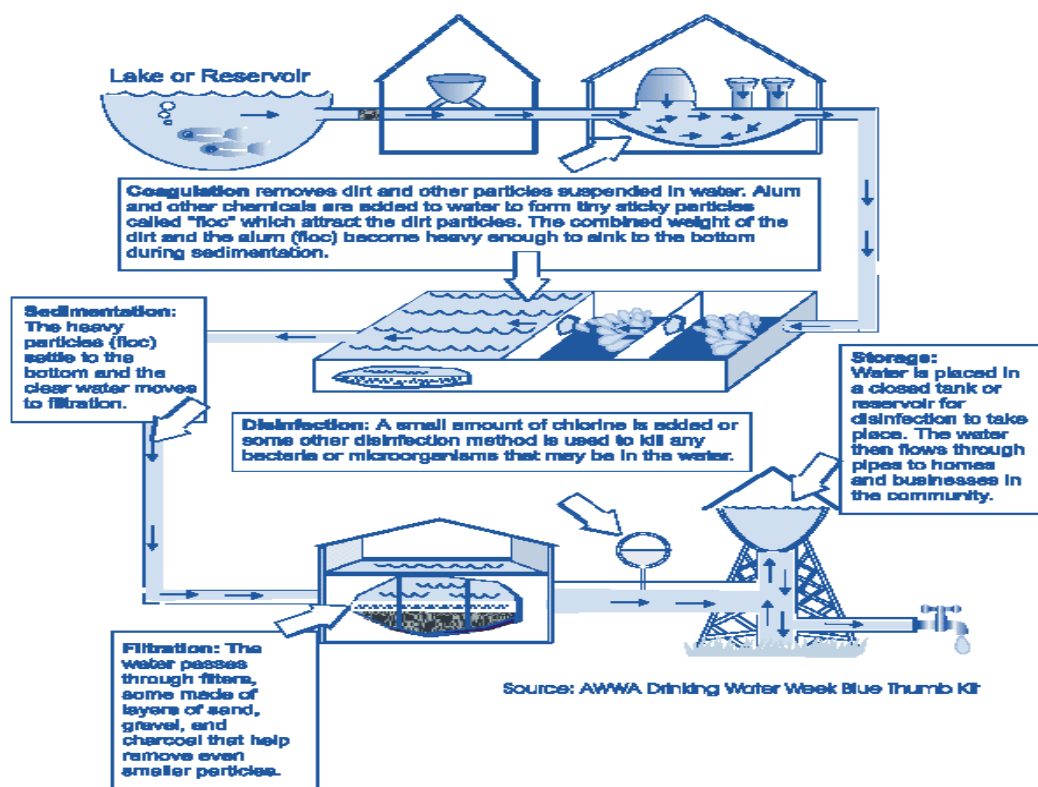 Lake or Reservoir
Coagulation removes dirt and other particles suspended in water. Alum
and other chemicals are added to water to form tiny sticky particles
called "floc" which attract the dirt particles. The combined weight of
the dirt and the alum (floc) become heavy enough to sink to the bottom
during sedimentation.
Sedimentation:
The heavy
particles (floc)
settle to the
bottom and the
clear water moves
to filtration.
Storage:
Water is placed in
a closed tank or
reservoir for
disinfection to take
place. The water
then flows through
pipes to homes
and businesses in
the community.
Disinfection: A small amount of chlorine is added or
some other disinfection method is used to kill any
bacteria or microorganisms that may be in the water.
Filtration: The
water passes
through filters,
some made of
layers of sand,
gravel, and
charcoal that help
remove even
smaller particles.
Source: AWWA Drinking Water Week Blue Thumb Kit